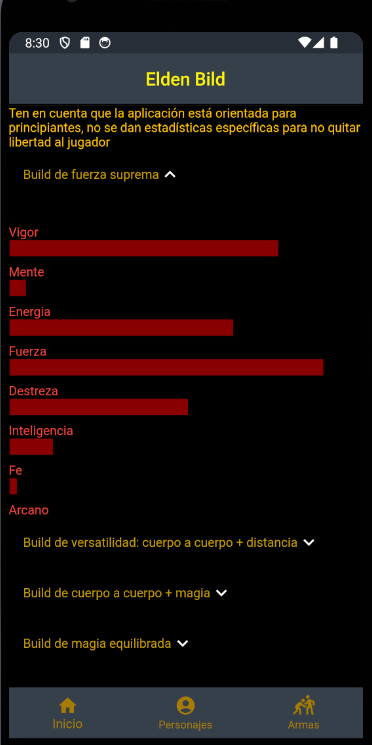 8:30
Elden Bild
Ten en cuenta que la aplicación está orientada para
principiantes, no se dan estadísticas específicas para no quitar
libertad al jugador
Build de fuerza suprema
Vigor
Mente
Energia
Fuerza
Destreza
Inteligencia
Fe
Arcano
Build de versatilidad: cuerpo a cuerpo + distancia
Build de cuerpo a cuerpo + magia
Build de magia equilibrada
Inicio
Personajes
Armas